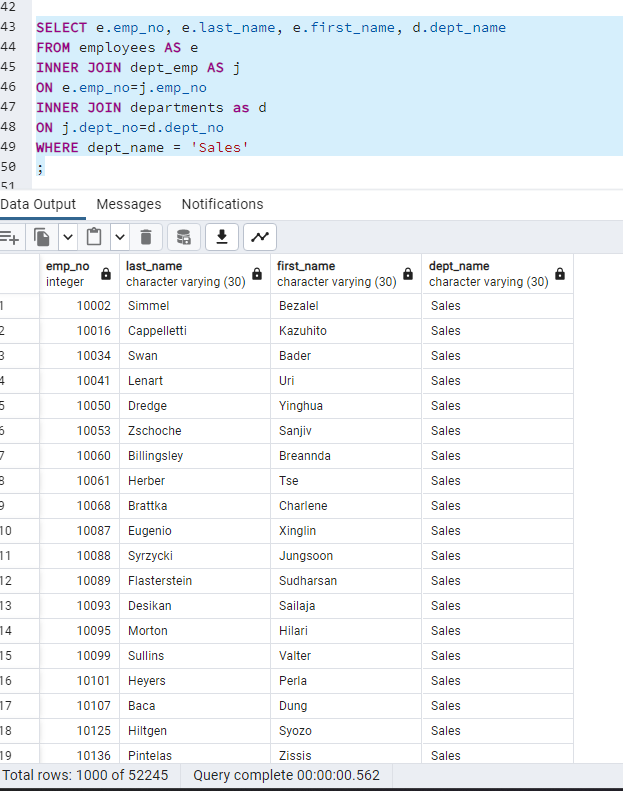 42
43 SELECT e.emp_no, e.last_name, e.first_name, d.dept_name
44 FROM employees AS e
45 INNER JOIN dept_emp AS j
46 ON e.emp_no=j.emp_no
47 INNER JOIN departments as d
48 ON j.dept_no=d.dept_no
49 WHERE dept_name = 'Sales'
50 ;
51
Data Output Messages Notifications
emp_no last_name first_name dept_name
integer character varying (30) character varying (30) character varying (30)
1 10002 Simmel Bezalel Sales
2 10016 Cappelletti Kazuhito Sales
3 10034 Swan Bader Sales
4 10041 Lenart Uri Sales
5 10050 Dredge Yinghua Sales
6 10053 Zschoche Sanjiv Sales
7 10060 Billingsley Breannda Sales
8 10061 Herber Tse Sales
9 10068 Brattka Charlene Sales
10 10087 Eugenio Xinglin Sales
11 10088 Syrzycki Jungsoon Sales
12 10089 Flasterstein Sudharsan Sales
13 10093 Desikan Sailaja Sales
14 10095 Morton Hilari Sales
15 10099 Sullins Valter Sales
16 10101 Heyers Perla Sales
17 10107 Baca Dung Sales
18 10125 Hiltgen Syozo Sales
19 10136 Pintelas Zissis Sales
Total rows: 1000 of 52245 Query complete 00:00:00.562